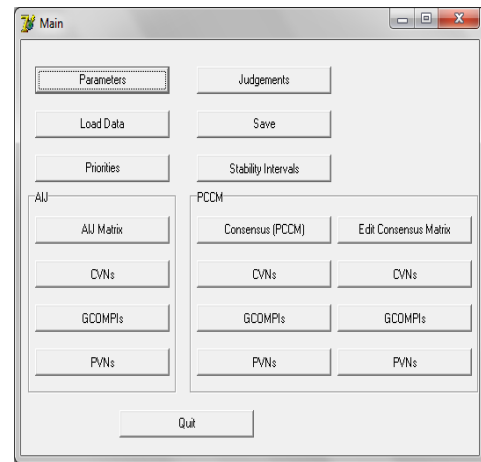 Main
Parameters
Judgements
Load Data
Save
Priorities
Stability Intervals
AIJ
PCCM
AIJ Matrix
Consensus (PCCM)
Edit Consensus Matrix
CVNs
CVNs
CVNs
GCOMPIs
GCOMPIs
GCOMPIs
PVNs
PVNs
PVNs
Quit